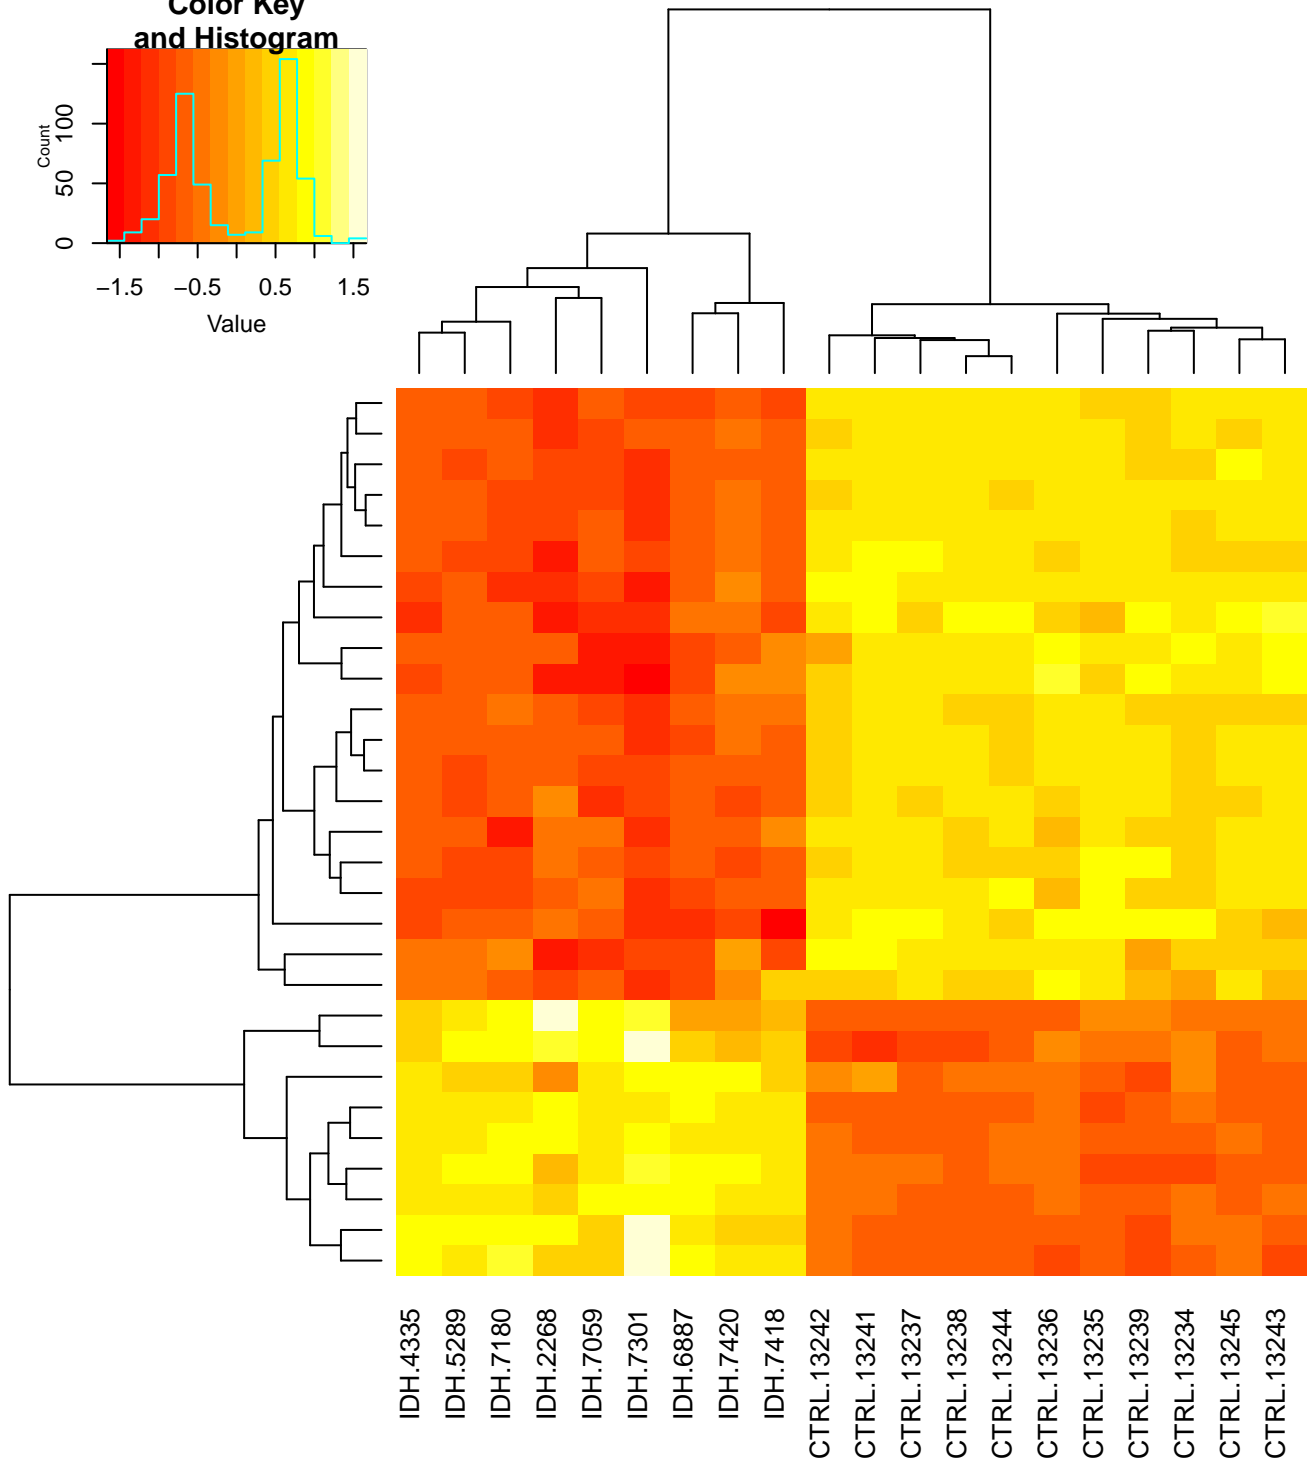 Color Key
and Histogram
Count
0 50 100
−1.5 −0.5 0.5 1.5
Value
IDH.4335
IDH.5289
IDH.7180
IDH.2268
IDH.7059
IDH.7301
IDH.6887
IDH.7420
IDH.7418
CTRL.13242
CTRL.13241
CTRL.13237
CTRL.13238
CTRL.13244
CTRL.13236
CTRL.13235
CTRL.13239
CTRL.13234
CTRL.13245
CTRL.13243